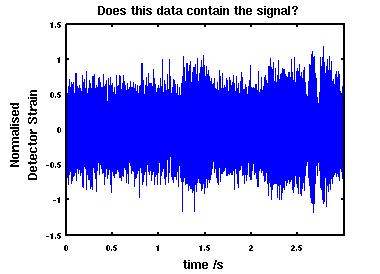 Does this data contain the signal?
1.5
1
0.5
0
-0.5
-1
-1.5
Normalised
Detector Strain
0 0.5 1 1.5 2 2.5
time /s